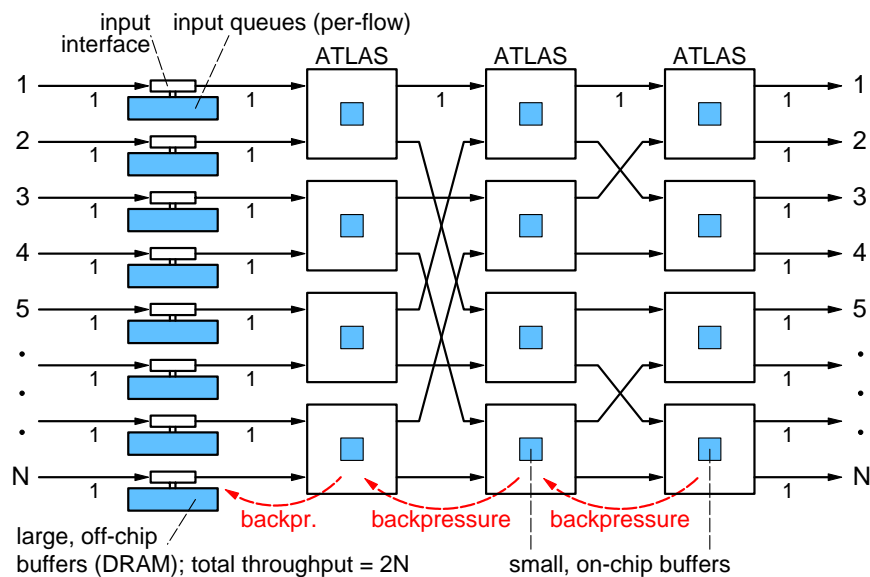 input
interface
input queues (per-flow)
ATLAS
ATLAS
ATLAS
1
1
1
1
1
1
1
2
1
1
1
2
3
1
1
1
3
4
1
1
1
4
5
1
1
1
5
.
1
1
1
.
.
1
1
1
.
.
.
N
1
1
N
backpr.
backpressure
backpressure
large, off-chip
buffers (DRAM); total throughput = 2N
small, on-chip buffers